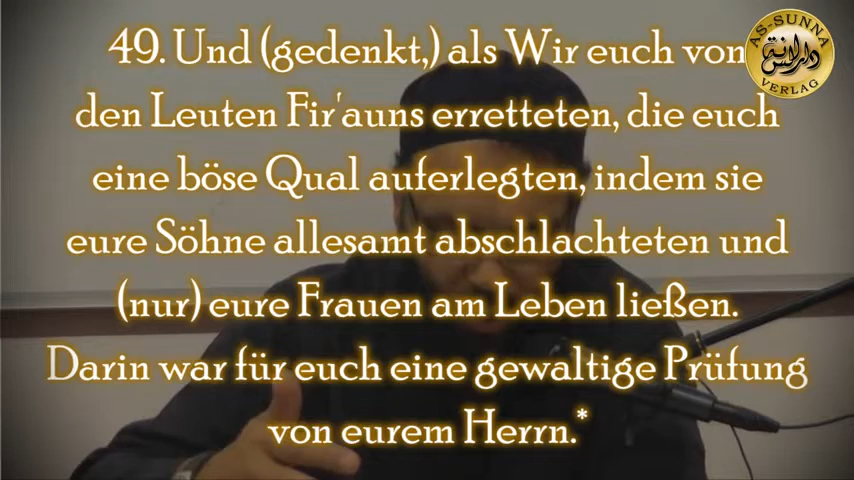 49. Und (gedenkt,) als Wir euch von
den Leuten Fir'auns erretteten, die euch
eine böse Qual auferlegten, indem sie
eure Söhne allesamt abschlachteten und
(nur) eure Frauen am Leben ließen.
Darin war für euch eine gewaltige Prüfung
von eurem Herrn.*
AS-SUNNA
VERLAG